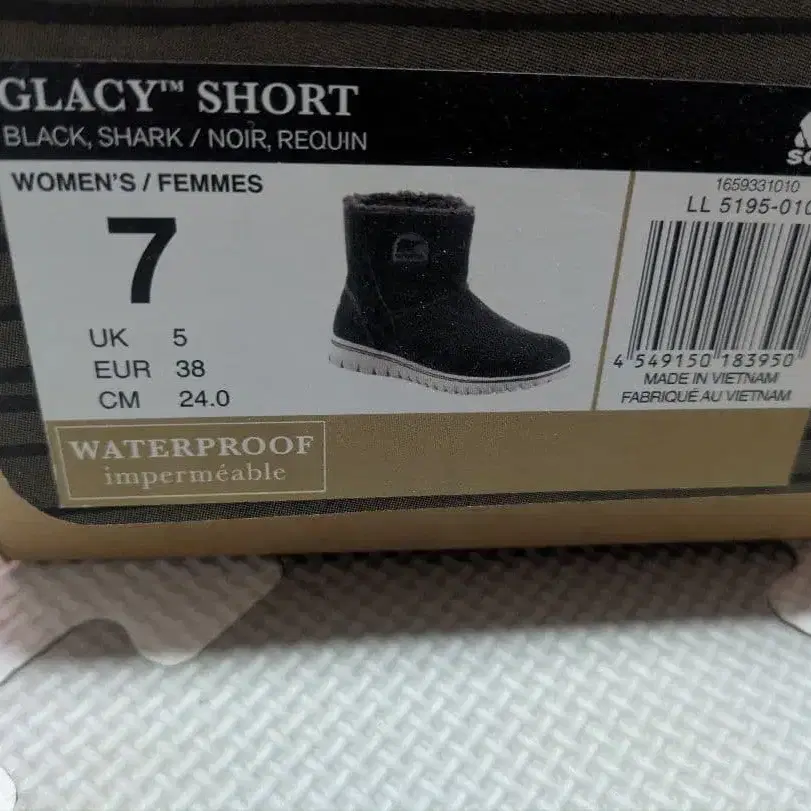 GLACY™ SHORT
BLACK, SHARK / NOIR, REQUIN
WOMEN'S / FEMMES
7
UK 5
EUR 38
CM 24.0
1659331010
LL 5195-010
4 549150 183950
MADE IN VIETNAM
FABRIQUÉ AU VIETNAM
WATERPROOF
imperméable